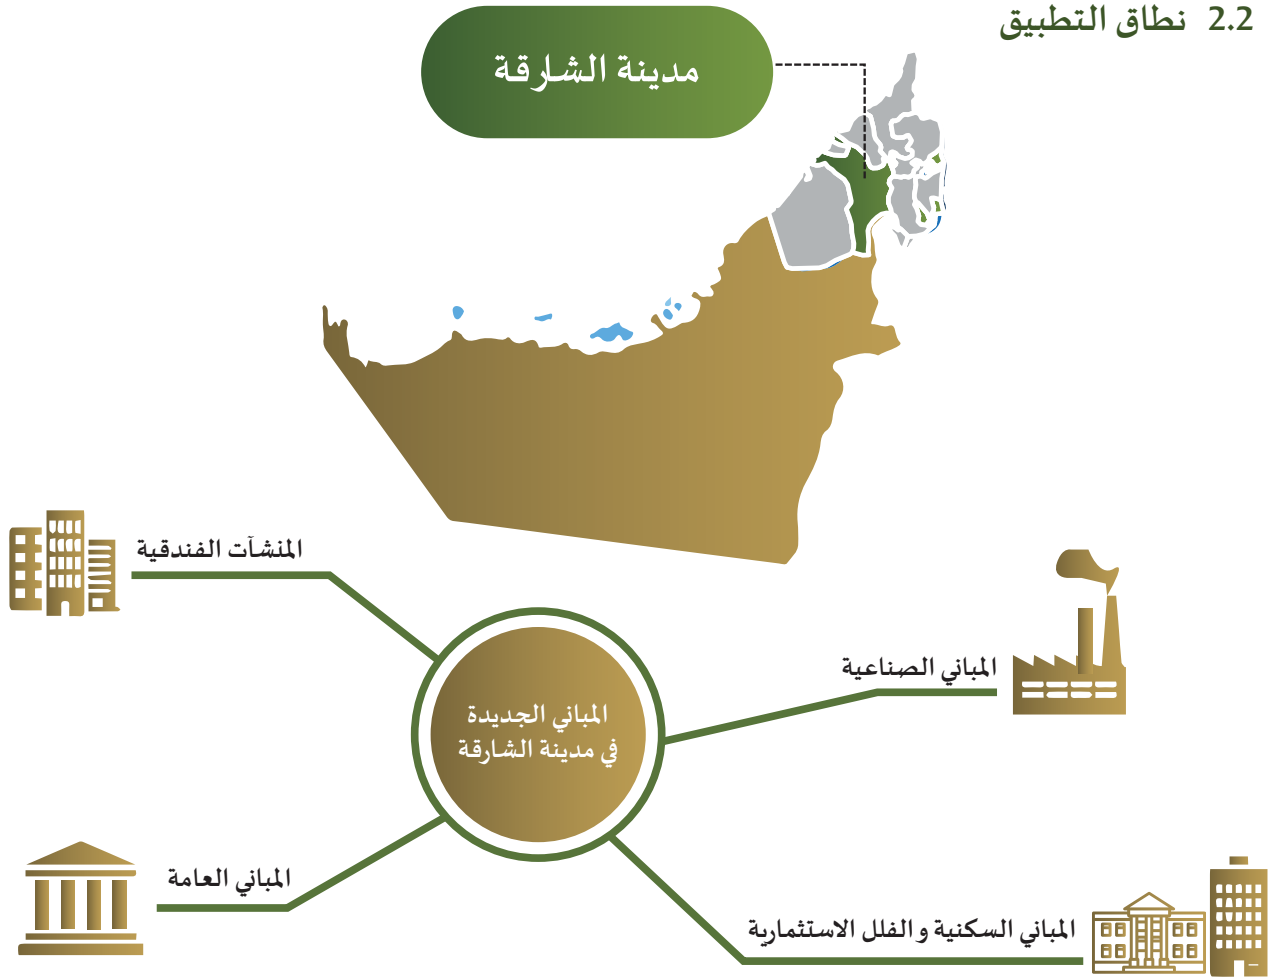 2.2 نطاق التطبيق
مدينة الشارقة
المنشآت الفندقية
المباني الصناعية
المباني الجديدة
في مدينة الشارقة
المباني العامة
المباني السكنية والفلل الاستثمارية